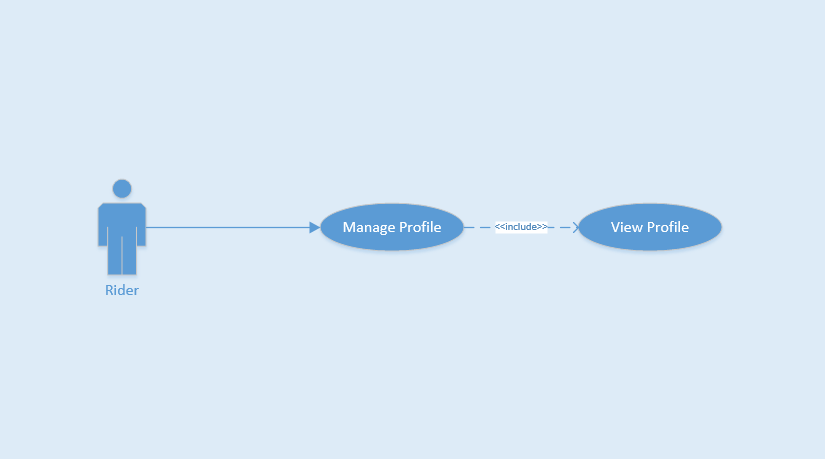 Manage Profile
<<include>>
View Profile
Rider